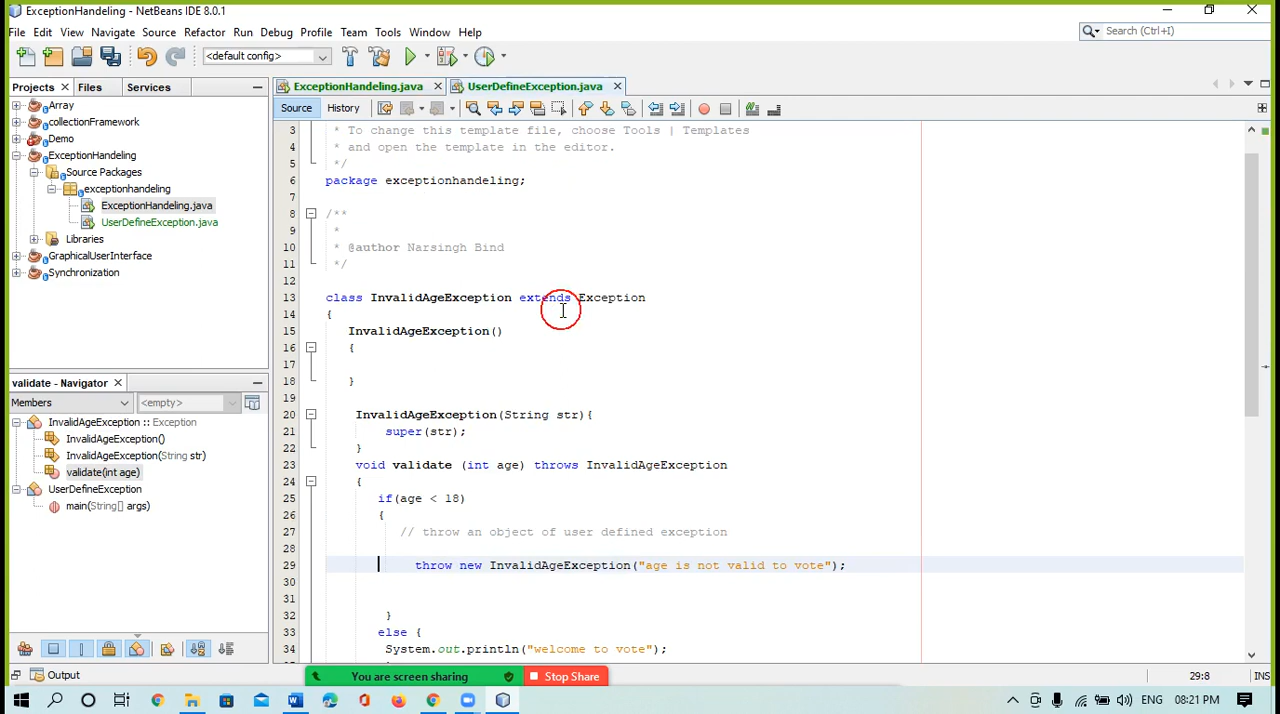 ExceptionHandeling - NetBeans IDE 8.0.1
File Edit View Navigate Source Refactor Run Debug Profile Team Tools Window Help
Search (Ctrl+I)
<default config>
Projects Files Services
ExceptionHandeling.java UserDefineException.java
Source History
Array
collectionFramework
Demo
ExceptionHandeling
Source Packages
exceptionhandeling
ExceptionHandeling.java
UserDefineException.java
Libraries
GraphicalUserInterface
Synchronization
validate - Navigator
Members <empty>
InvalidAgeException :: Exception
InvalidAgeException()
InvalidAgeException(String str)
validate(int age)
UserDefineException
main(String[] args)
3 * To change this template file, choose Tools | Templates
4 * and open the template in the editor.
5 */
6 package exceptionhandeling;
7
8 /**
9 *
10 * @author Narsingh Bind
11 */
12
13 class InvalidAgeException extends Exception
14 {
15 InvalidAgeException()
16 {
17
18 }
19
20 InvalidAgeException(String str){
21 super(str);
22 }
23 void validate (int age) throws InvalidAgeException
24 {
25 if(age < 18)
26 {
27 // throw an object of user defined exception
28
29 throw new InvalidAgeException("age is not valid to vote");
30
31
32 }
33 else {
34 System.out.println("welcome to vote");
Output
You are screen sharing Stop Share
29:8 INS
ENG 08:21 PM